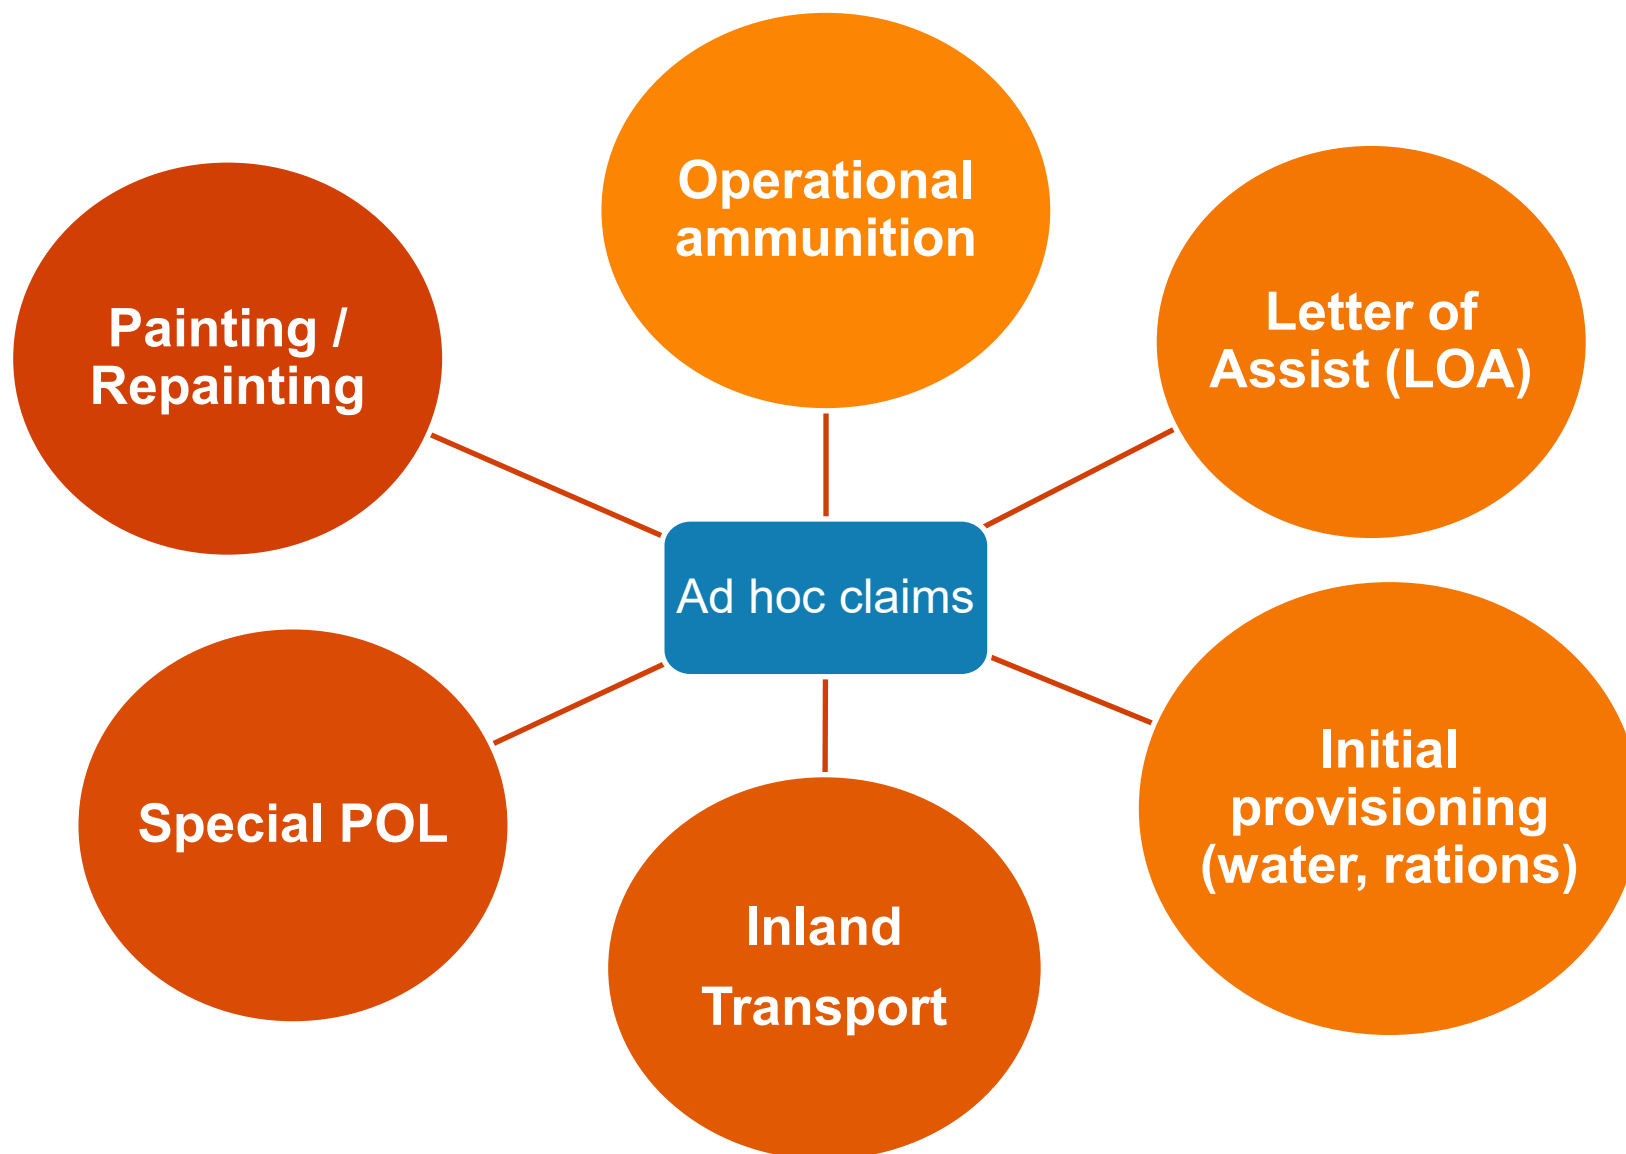 Operational
ammunition
Painting /
Repainting
Letter of
Assist (LOA)
Ad hoc claims
Special POL
Initial
provisioning
(water, rations)
Inland
Transport